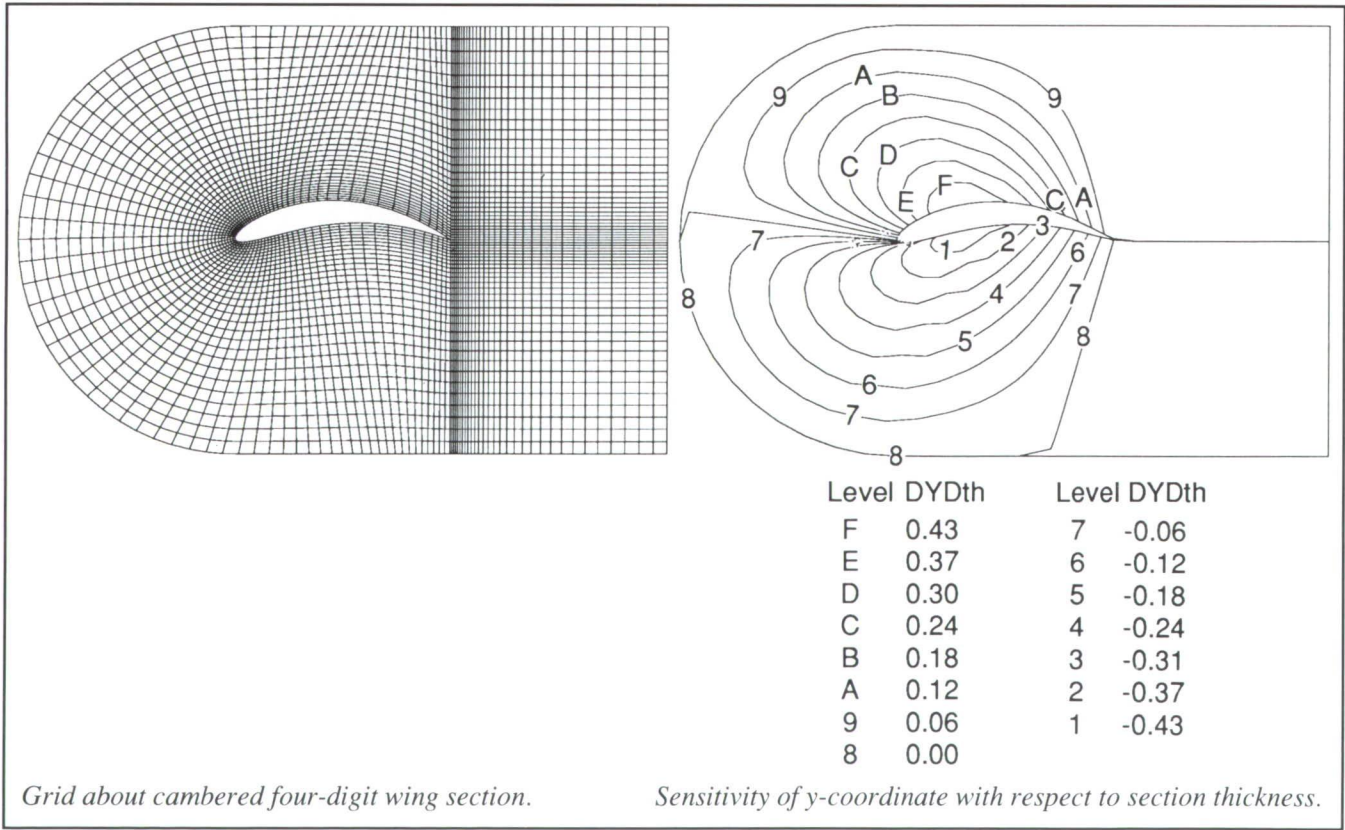 A
9
B
9
C
D
E
F
C
A
3
7
1
2
6
8
4
7
5
8
6
7
8
Level DYDth
F 0.43
E 0.37
D 0.30
C 0.24
B 0.18
A 0.12
9 0.06
8 0.00
Level DYDth
7 -0.06
6 -0.12
5 -0.18
4 -0.24
3 -0.31
2 -0.37
1 -0.43
Grid about cambered four-digit wing section.
Sensitivity of y-coordinate with respect to section thickness.